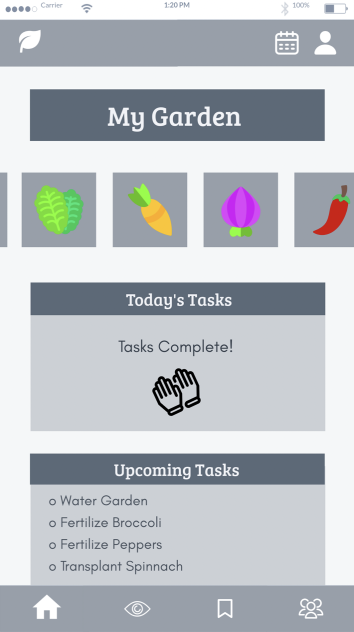 Carrier 1:20 PM 100%
My Garden
Today's Tasks
Tasks Complete!
Upcoming Tasks
o Water Garden
o Fertilize Broccoli
o Fertilize Peppers
o Transplant Spinnach